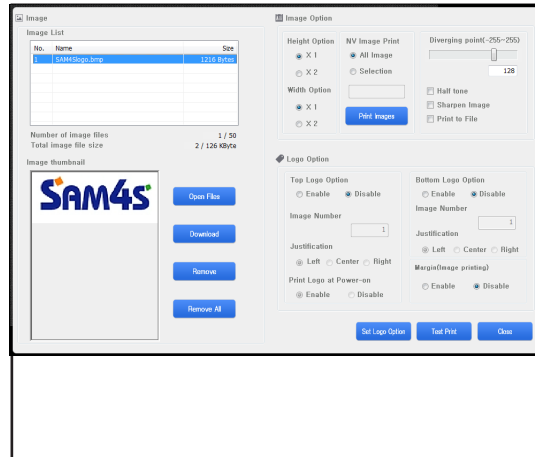 Image
Image List
No. Name Size
1 SAM4Slogo.bmp 1216 Bytes
Number of image files 1 / 50
Total image file size 2 / 126 KByte
Image thumbnail
SAM4S
Open Files
Download
Remove
Remove All
Image Option
Height Option
X 1
X 2
Width Option
X 1
X 2
NV Image Print
All Image
Selection
Print Images
Diverging point(-255~255)
128
Half tone
Sharpen Image
Print to File
Logo Option
Top Logo Option
Enable Disable
Image Number
1
Justification
Left Center Right
Print Logo at Power-on
Enable Disable
Bottom Logo Option
Enable Disable
Image Number
1
Justification
Left Center Right
Margin(Image printing)
Enable Disable
Set Logo Option Test Print Close